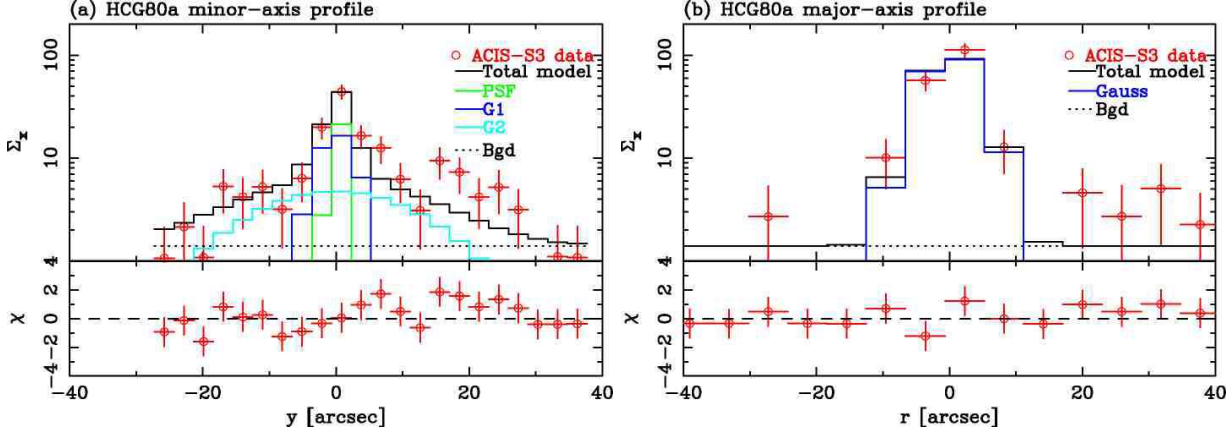 (a) HCG80a minor-axis profile
ACIS-S3 data
Total model
PSF
G1
G2
Bgd
Σx
100
10
1
χ
4
2
0
−2
−4
−40
−20
0
20
40
y [arcsec]
(b) HCG80a major-axis profile
ACIS-S3 data
Total model
Gauss
Bgd
Σx
100
10
1
χ
4
2
0
−2
−4
−40
−20
0
20
40
r [arcsec]